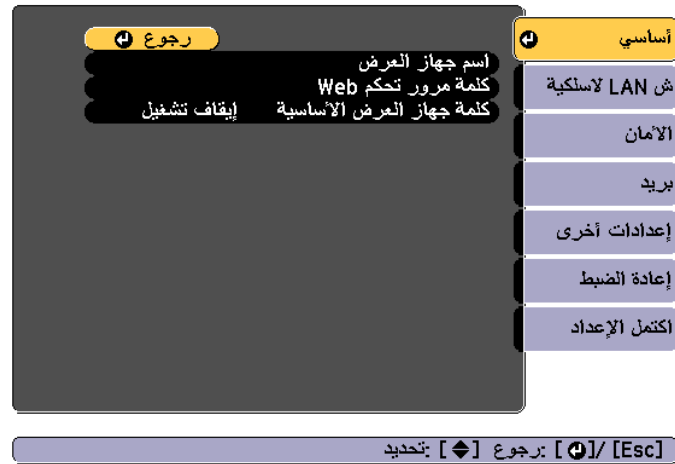 أساسي
ش LAN لاسلكية
الأمان
بريد
إعدادات أخرى
إعادة الضبط
اكتمل الإعداد
رجوع
اسم جهاز العرض
كلمة مرور تحكم Web
كلمة جهاز العرض الأساسية إيقاف تشغيل
[Esc] /[ ] :رجوع [ ] :تحديد